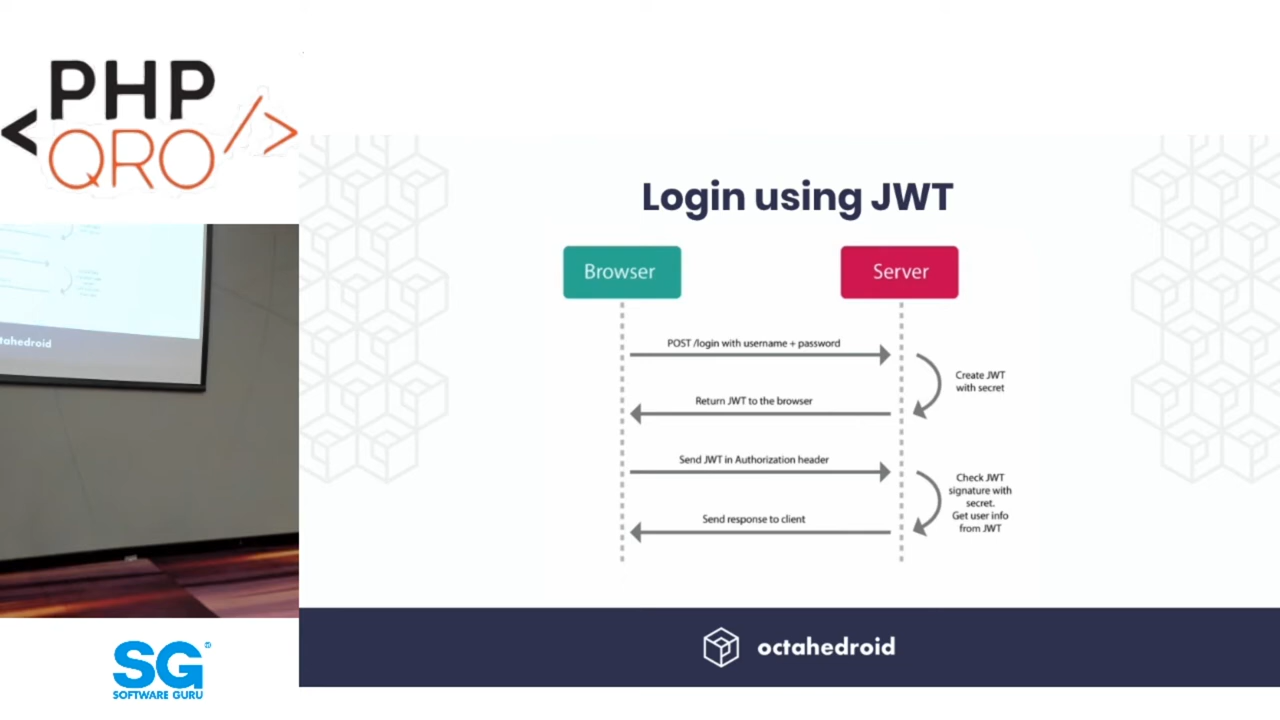 PHP
<QRO/>
Login using JWT
Browser
Server
POST /login with username + password
Create JWT
with secret
Return JWT to the browser
Send JWT in Authorization header
Check JWT
signature with
secret.
Get user info
from JWT
Send response to client
octahedroid
tahedroid
SG®
SOFTWARE GURU